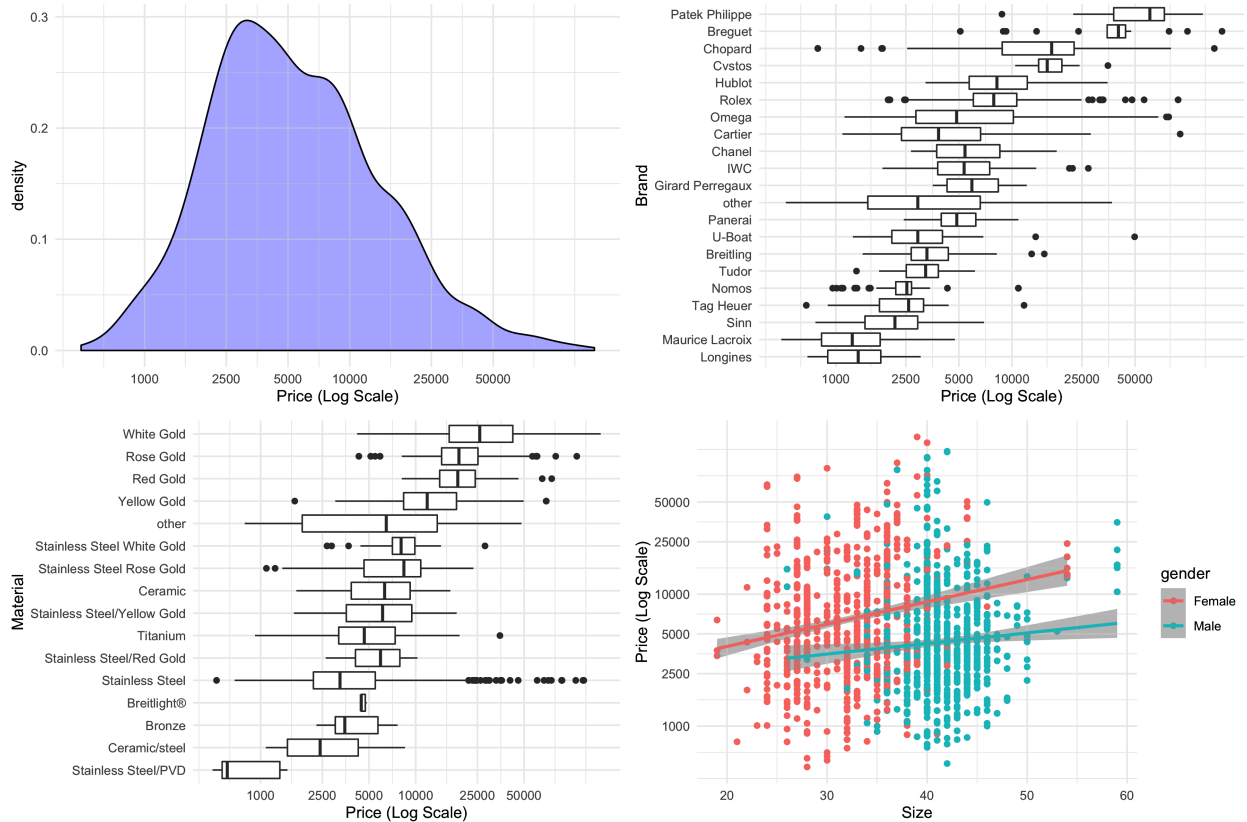 density
0.3
0.2
0.1
0.0
1000 2500 5000 10000 25000 50000
Price (Log Scale)
Brand
Patek Philippe
Breguet
Chopard
Cvstos
Hublot
Rolex
Omega
Cartier
Chanel
IWC
Girard Perregaux
other
Panerai
U-Boat
Breitling
Tudor
Nomos
Tag Heuer
Sinn
Maurice Lacroix
Longines
1000 2500 5000 10000 25000 50000
Price (Log Scale)
Material
White Gold
Rose Gold
Red Gold
Yellow Gold
other
Stainless Steel White Gold
Stainless Steel Rose Gold
Ceramic
Stainless Steel/Yellow Gold
Titanium
Stainless Steel/Red Gold
Stainless Steel
Breitlight®
Bronze
Ceramic/steel
Stainless Steel/PVD
1000 2500 5000 10000 25000 50000
Price (Log Scale)
Price (Log Scale)
50000
25000
10000
5000
2500
1000
20 30 40 50 60
Size
gender
Female
Male